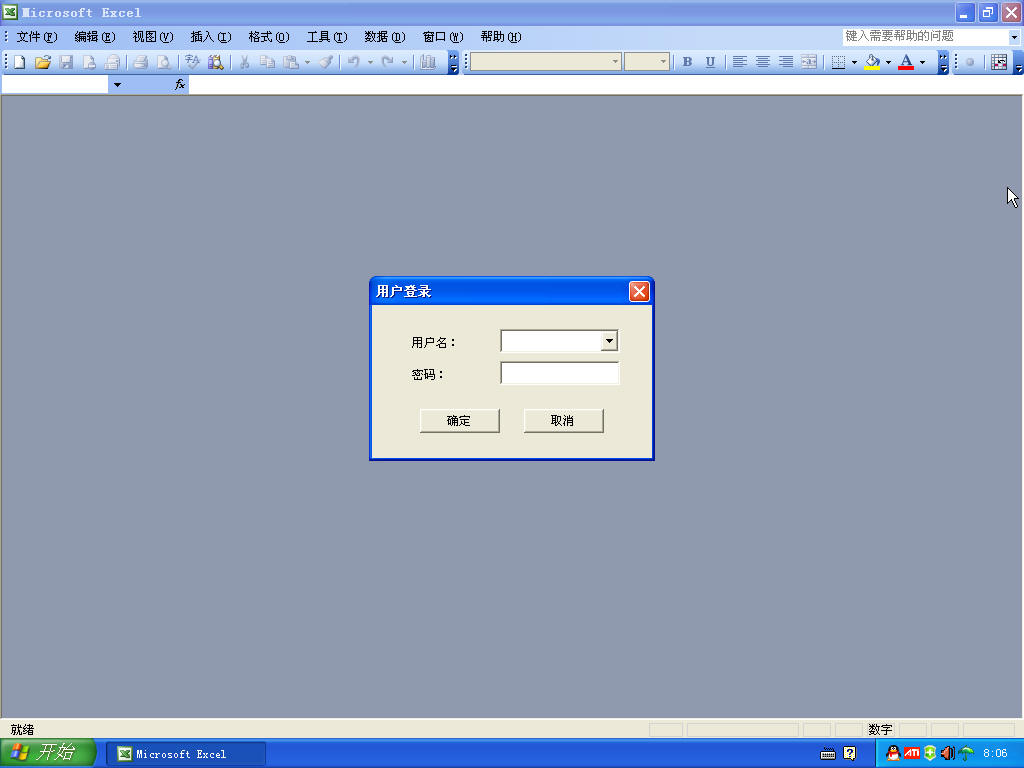 Microsoft Excel
文件(F) 编辑(E) 视图(V) 插入(I) 格式(O) 工具(T) 数据(D) 窗口(W) 帮助(H) 键入需要帮助的问题
B U A
fx
用户登录
用户名：
密码：
确定 取消
就绪 数字
开始 Microsoft Excel ATI 8:06